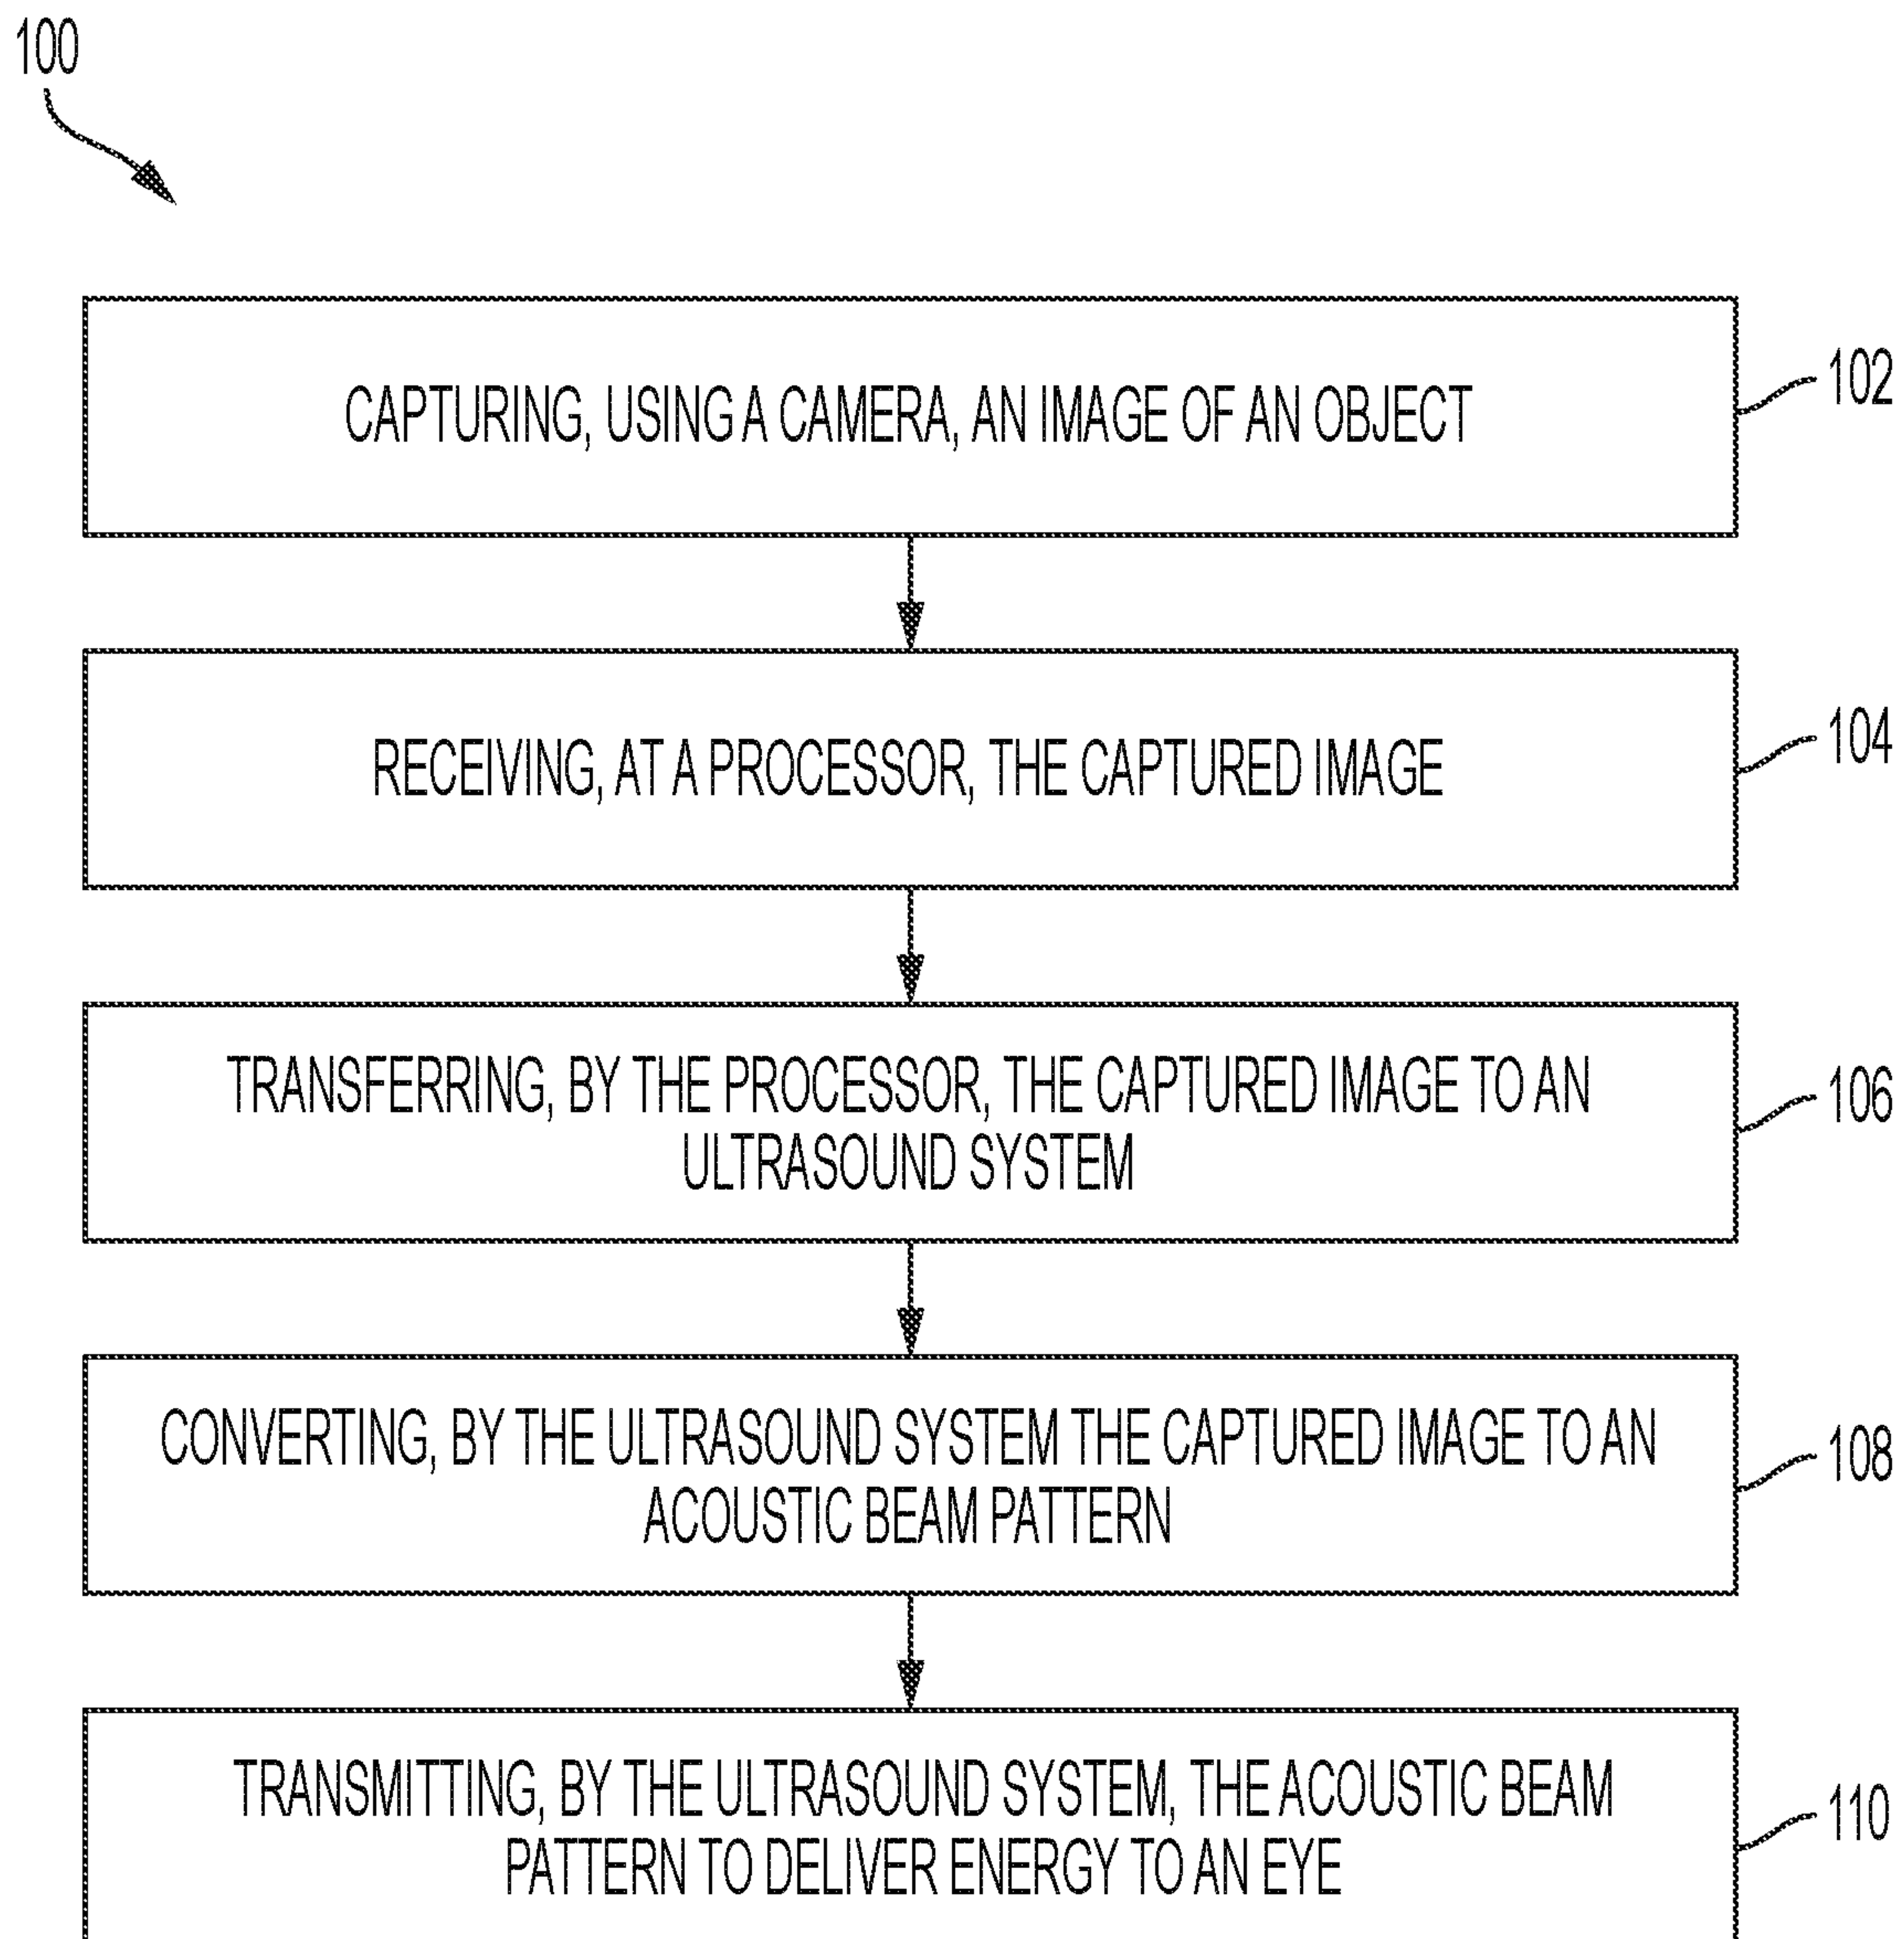 100
CAPTURING, USING A CAMERA, AN IMAGE OF AN OBJECT
102
RECEIVING, AT A PROCESSOR, THE CAPTURED IMAGE
104
TRANSFERRING, BY THE PROCESSOR, THE CAPTURED IMAGE TO AN
ULTRASOUND SYSTEM
106
CONVERTING, BY THE ULTRASOUND SYSTEM THE CAPTURED IMAGE TO AN
ACOUSTIC BEAM PATTERN
108
TRANSMITTING, BY THE ULTRASOUND SYSTEM, THE ACOUSTIC BEAM
PATTERN TO DELIVER ENERGY TO AN EYE
110